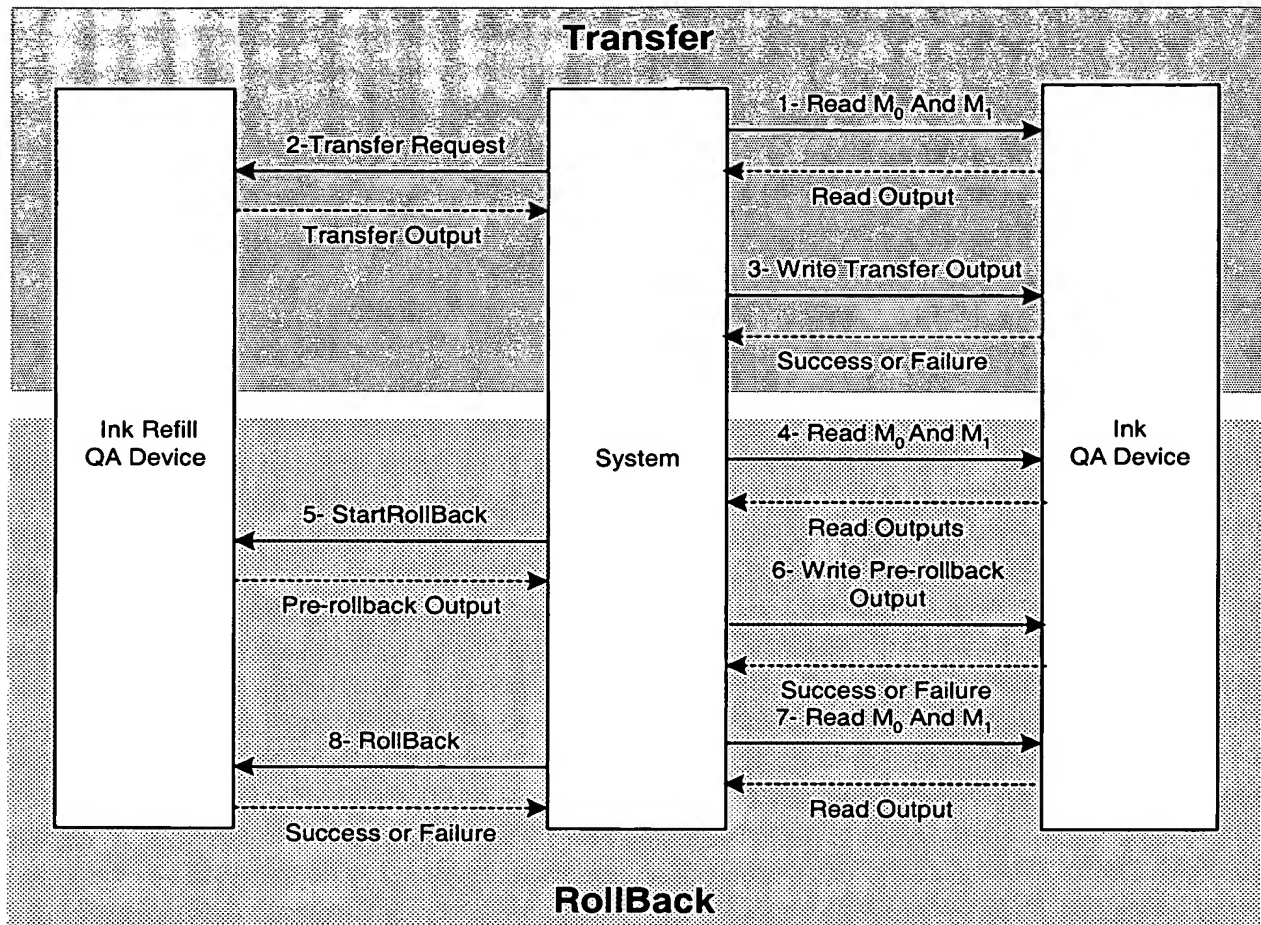 Transfer
1- Read M₀ And M₁
2-Transfer Request
Read Output
Transfer Output
3- Write Transfer Output
Success or Failure
Ink Refill
QA Device
System
Ink
QA Device
4- Read M₀ And M₁
Read Outputs
5- StartRollBack
Pre-rollback Output
6- Write Pre-rollback
Output
Success or Failure
7- Read M₀ And M₁
8- RollBack
Read Output
Success or Failure
RollBack